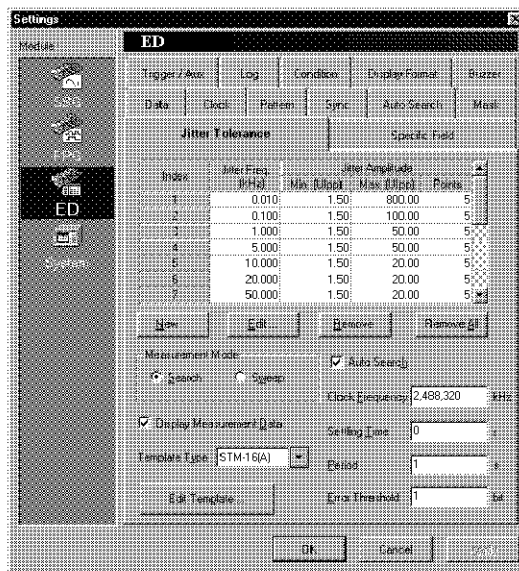 Settings
Module
SSG
PPG
ED
System
ED
Trigger / Aux Log Condition Display Format Buzzer
Data Clock Pattern Sync Auto Search Mask
Jitter Tolerance Specific Field
Index Jitter Freq. (kHz) Jitter Amplitude
Min. (UIpp) Max. (UIpp) Points
1 0.010 1.50 800.00 5
2 0.100 1.50 100.00 5
3 1.000 1.50 50.00 5
4 5.000 1.50 50.00 5
5 10.000 1.50 20.00 5
6 20.000 1.50 20.00 5
7 50.000 1.50 20.00 5
New Edit ... Remove Remove All
Measurement Mode
Search Sweep
Auto Search
Clock Frequency 2,488,320 kHz
Display Measurement Data
Settling Time 0 s
Template Type STM-16(A)
Period 1 s
Edit Template ...
Error Threshold 1 bit
OK Cancel